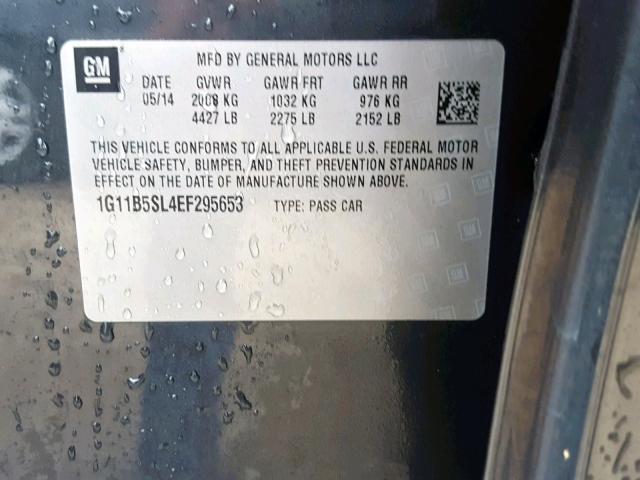 GM
MFD BY GENERAL MOTORS LLC
DATE GVWR GAWR FRT GAWR RR
05/14 2008 KG 1032 KG 976 KG
4427 LB 2275 LB 2152 LB
THIS VEHICLE CONFORMS TO ALL APPLICABLE U.S. FEDERAL MOTOR
VEHICLE SAFETY, BUMPER, AND THEFT PREVENTION STANDARDS IN
EFFECT ON THE DATE OF MANUFACTURE SHOWN ABOVE.
1G11B5SL4EF295653 TYPE: PASS CAR